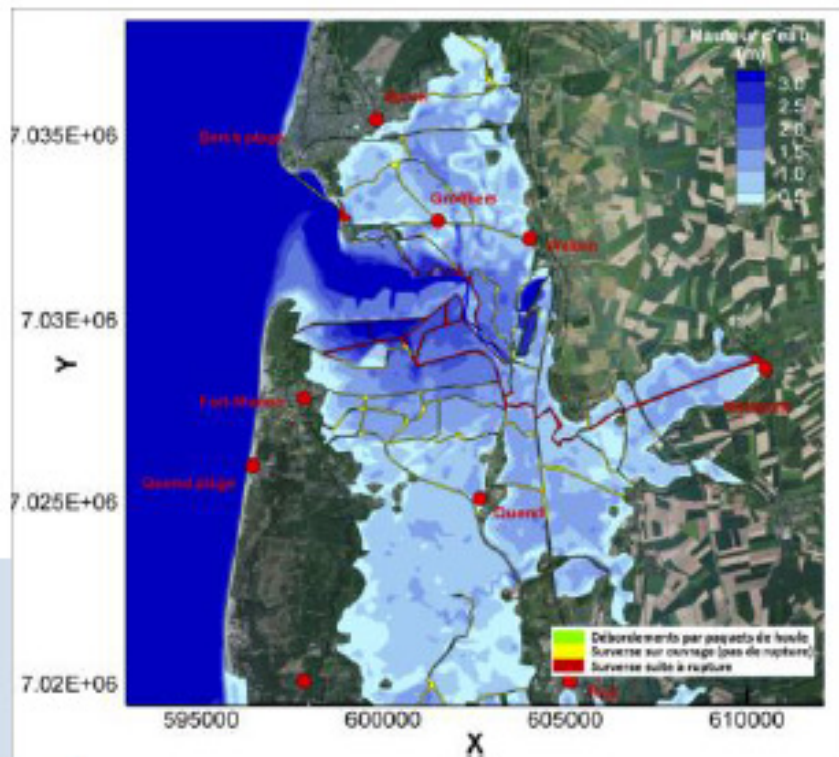 Hauteur d'eau
(m)
3.0
2.5
2.0
1.5
1.0
0.5
7.035E+06
Groffliers
Waben
7.03E+06
Y
Fort-Mahon
Quend plage
7.025E+06
Quend
Débordements par paquets de houle
Surverse sur ouvrage (pas de rupture)
Surverse suite à rupture
7.02E+06
595000
600000
605000
610000
X